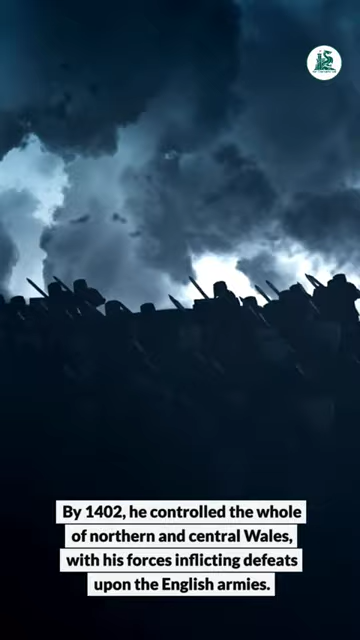 By 1402, he controlled the whole
of northern and central Wales,
with his forces inflicting defeats
upon the English armies.